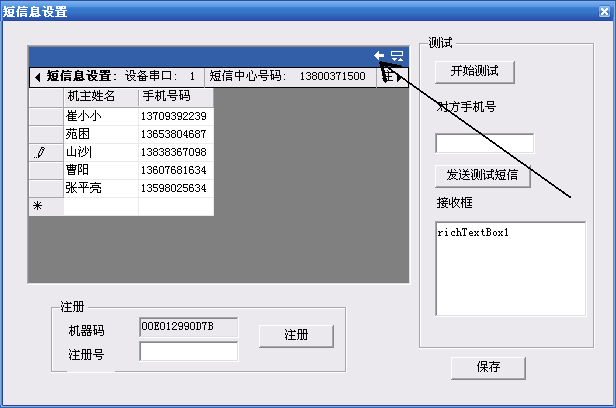 短信息设置
短信息设置: 设备串口: 1 短信中心号码: 13800371500
机主姓名 手机号码
崔小小 13709392239
苑囤 13653804687
山沙 13838367098
曹阳 13607681634
张平亮 13598025634
注册
机器码 00E012990D7B
注册号
注册
测试
开始测试
对方手机号
发送测试短信
接收框
richTextBox1
保存